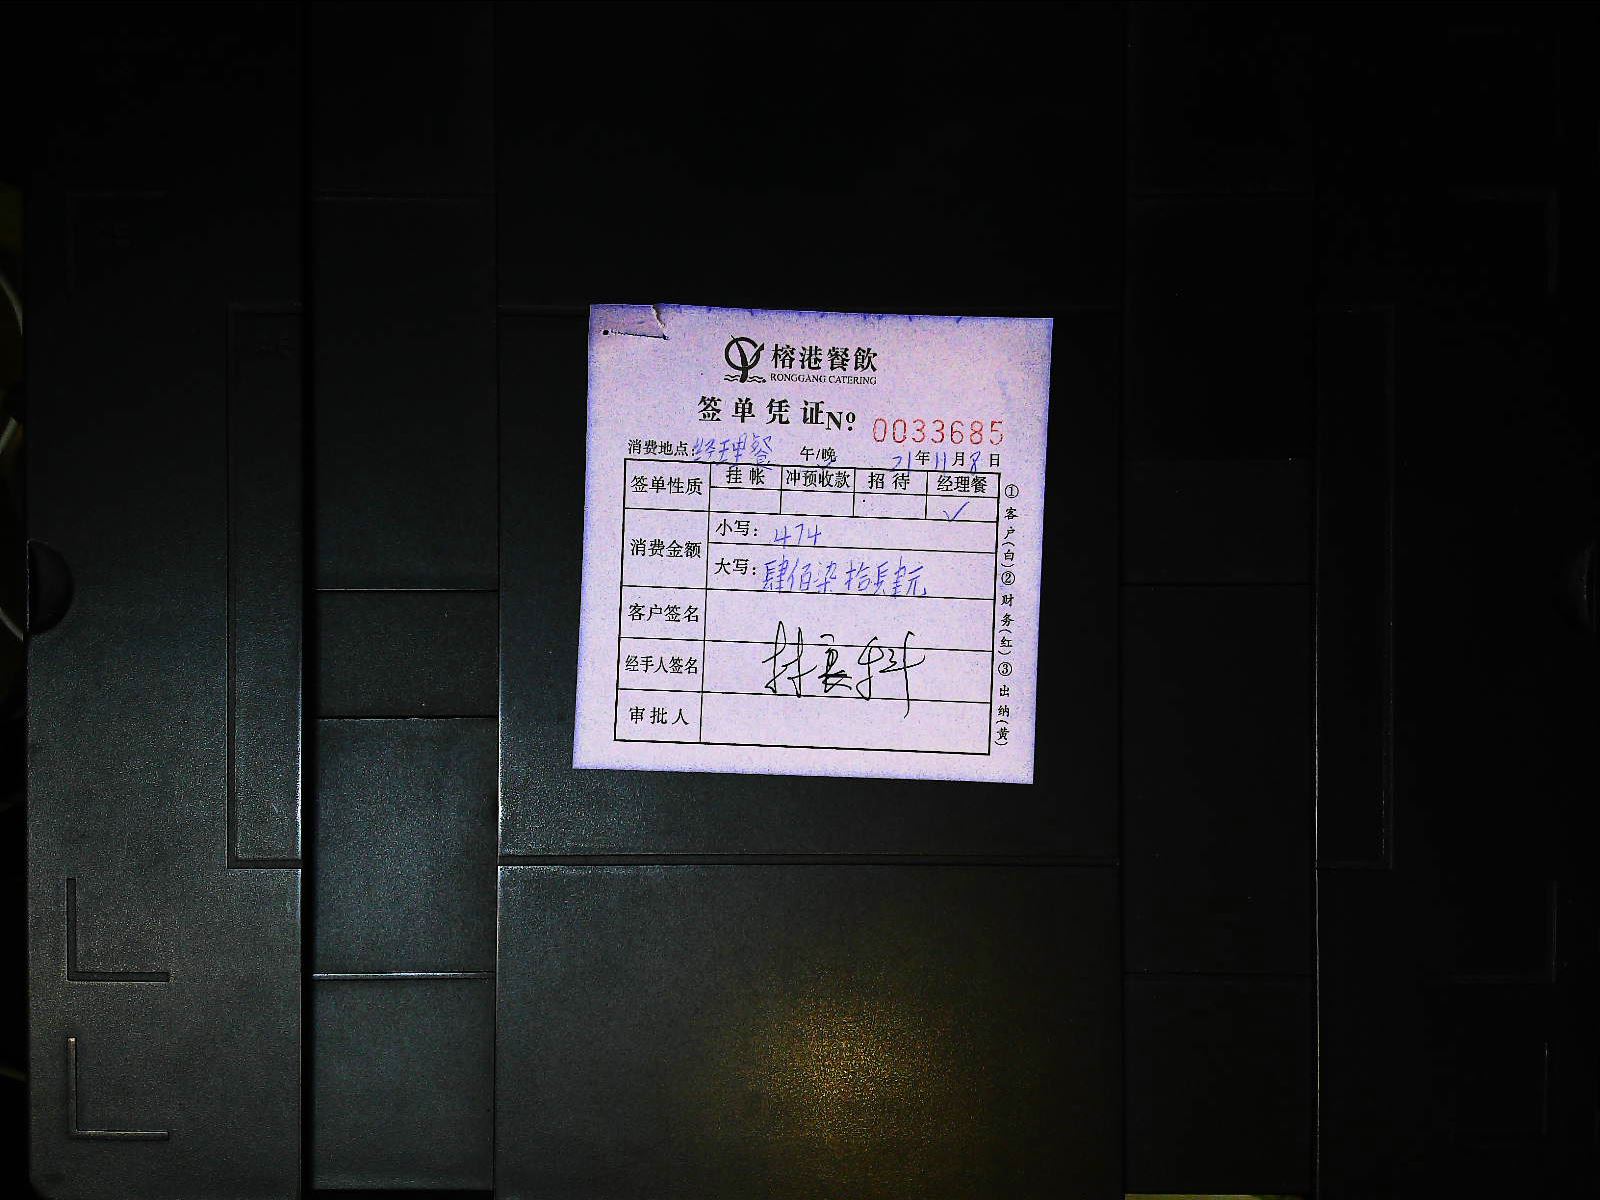 榕港餐飲
RONGGANG CATERING
签单凭证 Nº 0033685
消费地点:经理餐 午/晚 21年11月8日
签单性质 挂帐 冲预收款 招待 经理餐
✓
消费金额 小写: 474
大写: 肆佰柒拾肆元
客户签名
经手人签名 林良科
审批人
①客户(白)②财务(红)③出纳(黄)